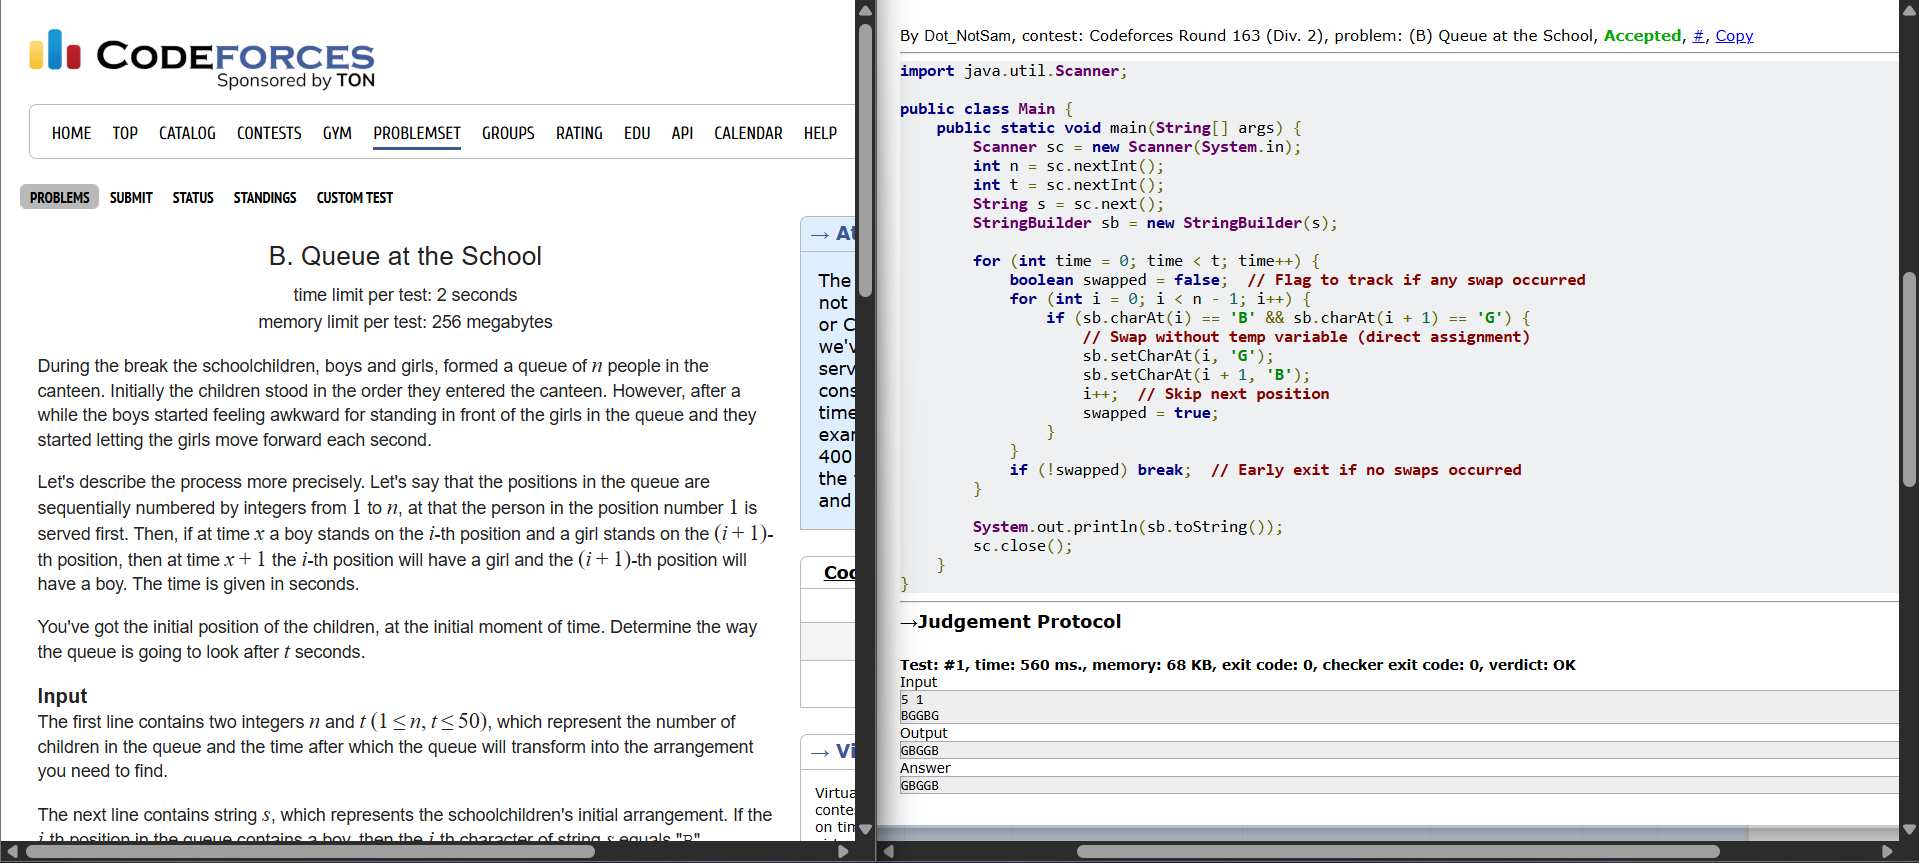 CODEFORCES
Sponsored by TON
HOME TOP CATALOG CONTESTS GYM PROBLEMSET GROUPS RATING EDU API CALENDAR HELP
PROBLEMS SUBMIT STATUS STANDINGS CUSTOM TEST
B. Queue at the School
time limit per test: 2 seconds
memory limit per test: 256 megabytes
During the break the schoolchildren, boys and girls, formed a queue of n people in the
canteen. Initially the children stood in the order they entered the canteen. However, after a
while the boys started feeling awkward for standing in front of the girls in the queue and they
started letting the girls move forward each second.
Let's describe the process more precisely. Let's say that the positions in the queue are
sequentially numbered by integers from 1 to n, at that the person in the position number 1 is
served first. Then, if at time x a boy stands on the i-th position and a girl stands on the (i + 1)-
th position, then at time x + 1 the i-th position will have a girl and the (i + 1)-th position will
have a boy. The time is given in seconds.
You've got the initial position of the children, at the initial moment of time. Determine the way
the queue is going to look after t seconds.
Input
The first line contains two integers n and t (1 ≤ n, t ≤ 50), which represent the number of
children in the queue and the time after which the queue will transform into the arrangement
you need to find.
The next line contains string s, which represents the schoolchildren's initial arrangement. If the
i-th position in the queue contains a boy, then the i-th character of string s equals "B",
→
The
not
or
400
the
and
→
on
By Dot_NotSam, contest: Codeforces Round 163 (Div. 2), problem: (B) Queue at the School, Accepted, #, Copy
import java.util.Scanner;
public class Main {
    public static void main(String[] args) {
        Scanner sc = new Scanner(System.in);
        int n = sc.nextInt();
        int t = sc.nextInt();
        String s = sc.next();
        StringBuilder sb = new StringBuilder(s);
        for (int time = 0; time < t; time++) {
            boolean swapped = false;  // Flag to track if any swap occurred
            for (int i = 0; i < n - 1; i++) {
                if (sb.charAt(i) == 'B' && sb.charAt(i + 1) == 'G') {
                    // Swap without temp variable (direct assignment)
                    sb.setCharAt(i, 'G');
                    sb.setCharAt(i + 1, 'B');
                    i++;  // Skip next position
                    swapped = true;
                }
            }
            if (!swapped) break;  // Early exit if no swaps occurred
        }
        System.out.println(sb.toString());
        sc.close();
    }
}
→Judgement Protocol
Test: #1, time: 560 ms., memory: 68 KB, exit code: 0, checker exit code: 0, verdict: OK
Input
5 1
BGGBG
Output
GBGGB
Answer
GBGGB